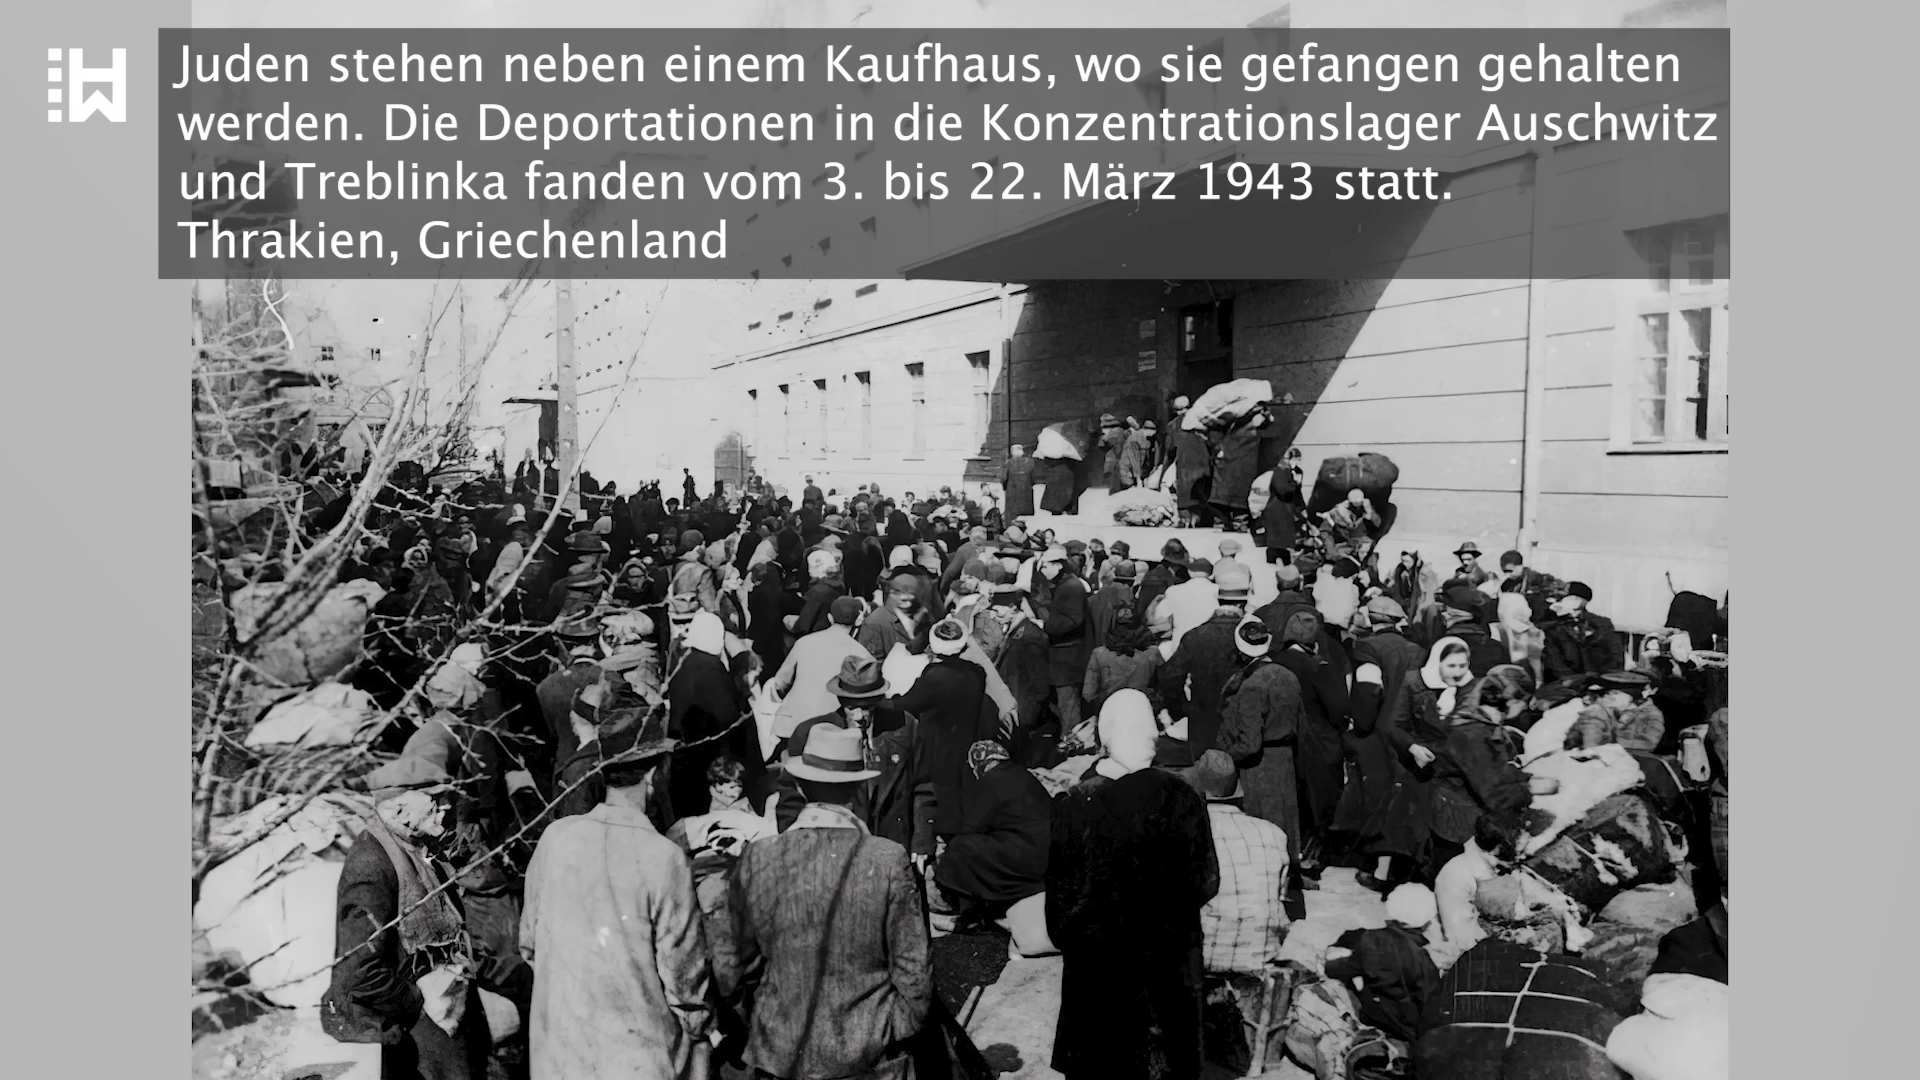 Juden stehen neben einem Kaufhaus, wo sie gefangen gehalten
werden. Die Deportationen in die Konzentrationslager Auschwitz
und Treblinka fanden vom 3. bis 22. März 1943 statt.
Thrakien, Griechenland